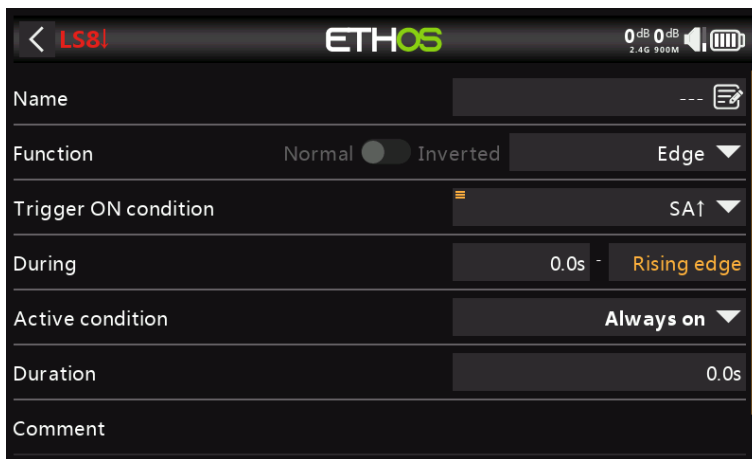 LS8↓ ETHOS 0dB 0dB
2.4G 900M
Name ---
Function Normal Inverted Edge
Trigger ON condition SA↑
During 0.0s - Rising edge
Active condition Always on
Duration 0.0s
Comment